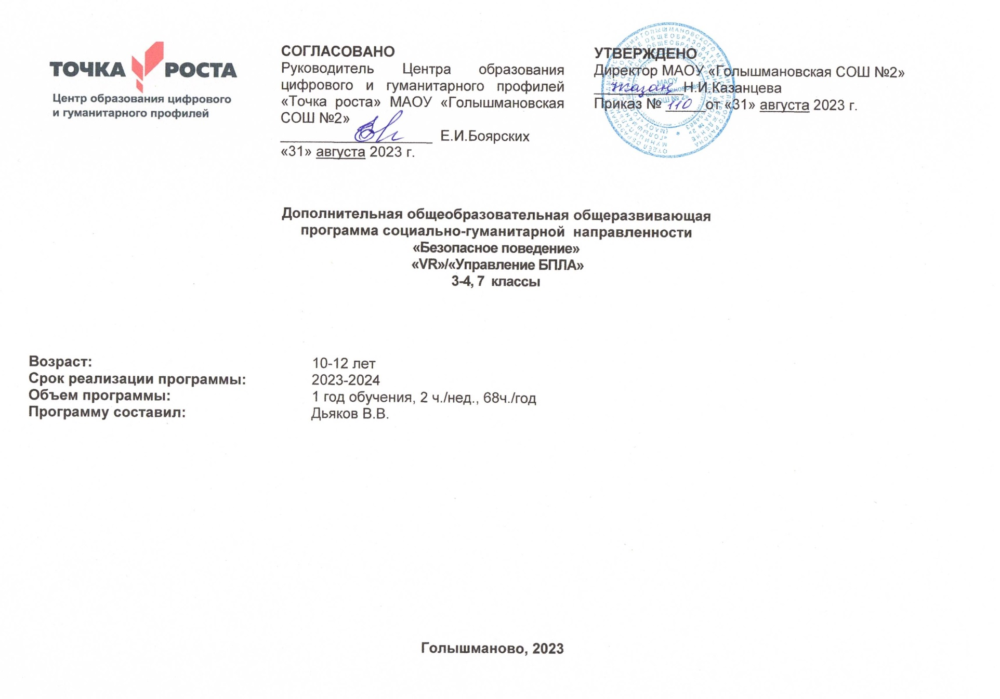 ТОЧКА РОСТА
Центр образования цифрового
и гуманитарного профилей
СОГЛАСОВАНО
Руководитель Центра образования
цифрового и гуманитарного профилей
«Точка роста» МАОУ «Голышмановская
СОШ №2»
Е.И.Боярских
«31» августа 2023 г.
УТВЕРЖДЕНО
Директор МАОУ «Голышмановская СОШ №2»
Н.И.Казанцева
Приказ № 110 от «31» августа 2023 г.
Дополнительная общеобразовательная общеразвивающая
программа социально-гуманитарной направленности
«Безопасное поведение»
«VR»/«Управление БПЛА»
3-4, 7 классы
Возраст: 10-12 лет
Срок реализации программы: 2023-2024
Объем программы: 1 год обучения, 2 ч./нед., 68ч./год
Программу составил: Дьяков В.В.
Голышманово, 2023